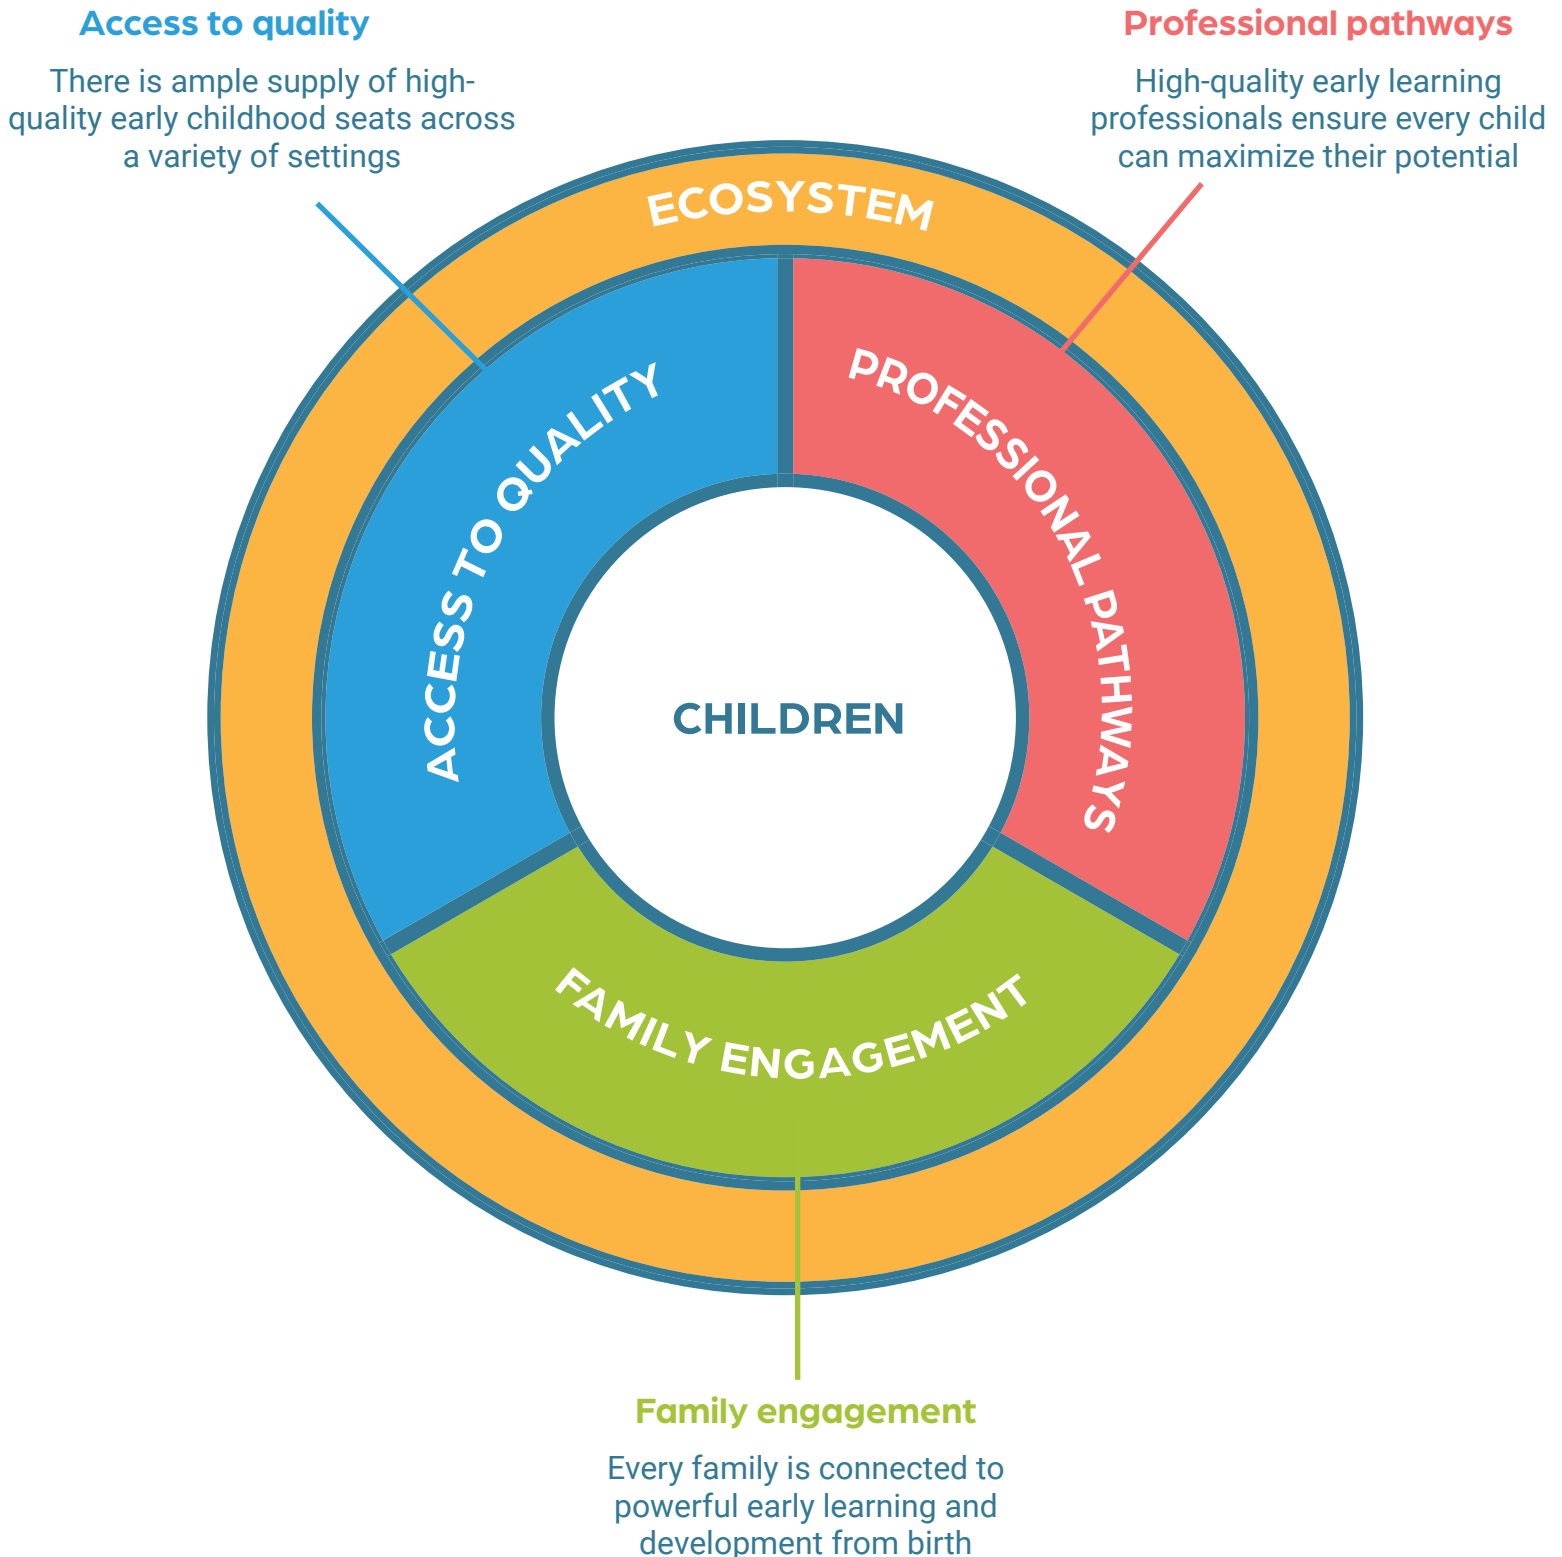 Access to quality
There is ample supply of high-
quality early childhood seats across
a variety of settings
Professional pathways
High-quality early learning
professionals ensure every child
can maximize their potential
ECOSYSTEM
ACCESS TO QUALITY
PROFESSIONAL PATHWAYS
CHILDREN
FAMILY ENGAGEMENT
Family engagement
Every family is connected to
powerful early learning and
development from birth